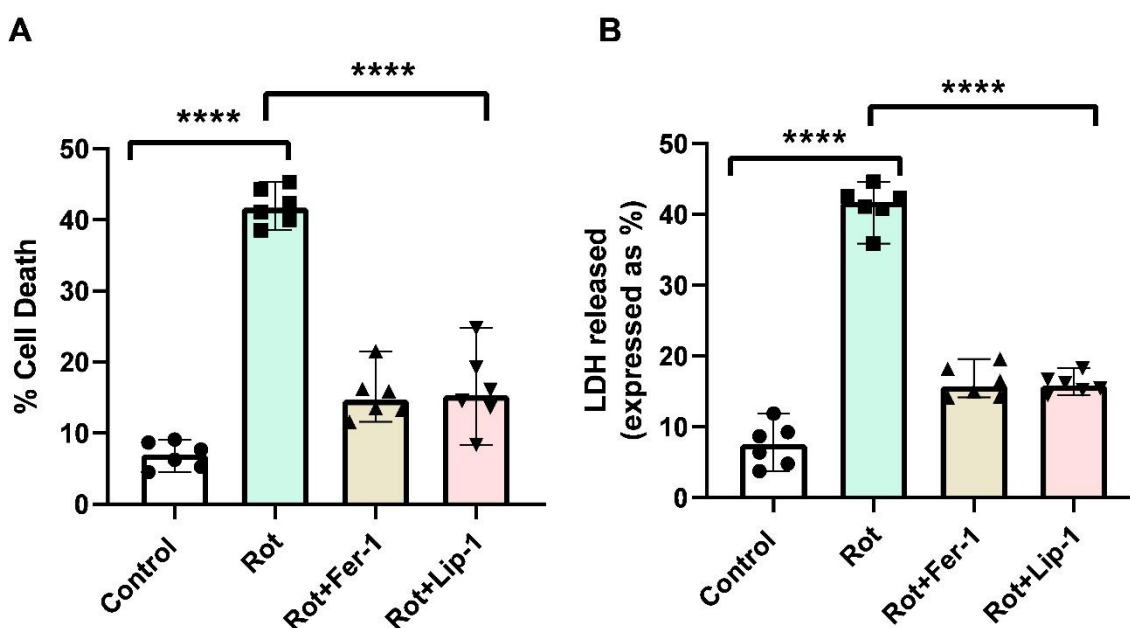 A
****
****
% Cell Death
50
40
30
20
10
0
Control
Rot
Rot+Fer-1
Rot+Lip-1
B
****
****
LDH released
(expressed as %)
50
40
30
20
10
0
Control
Rot
Rot+Fer-1
Rot+Lip-1